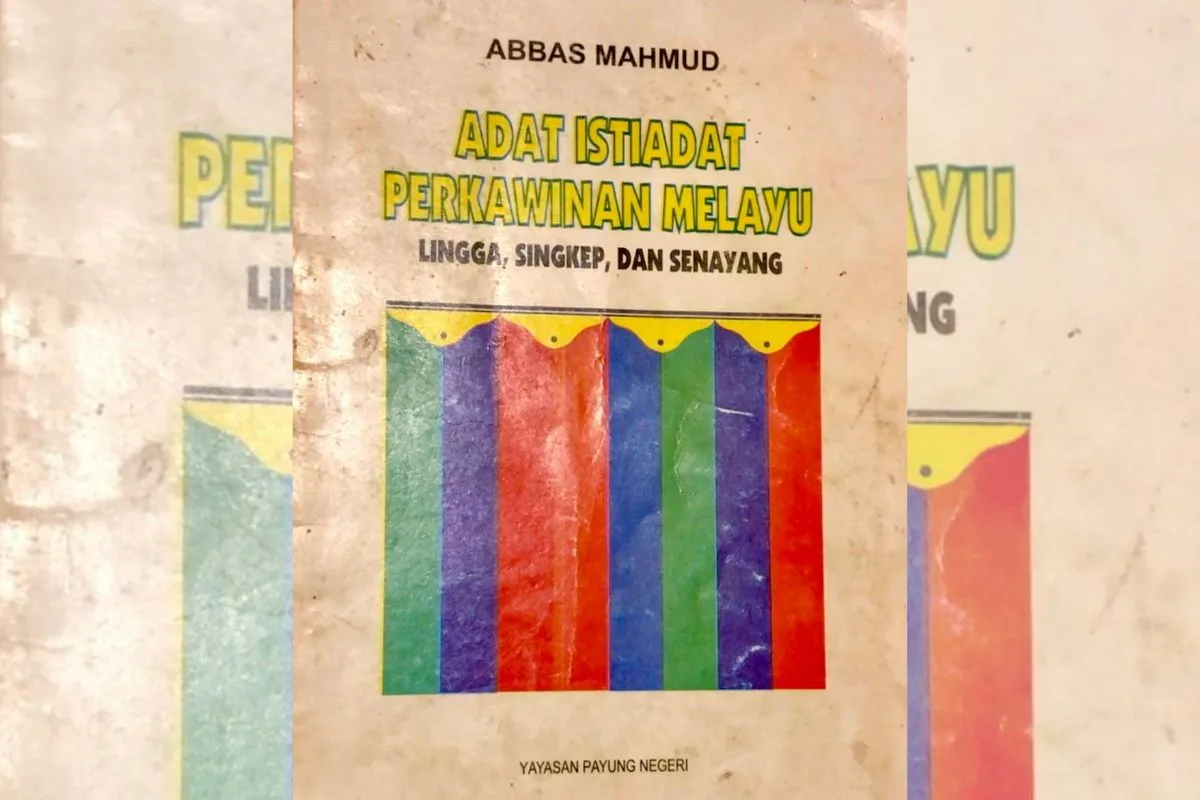 ABBAS MAHMUD
ADAT ISTIADAT
PERKAWINAN MELAYU
LINGGA, SINGKEP, DAN SENAYANG
YAYASAN PAYUNG NEGERI